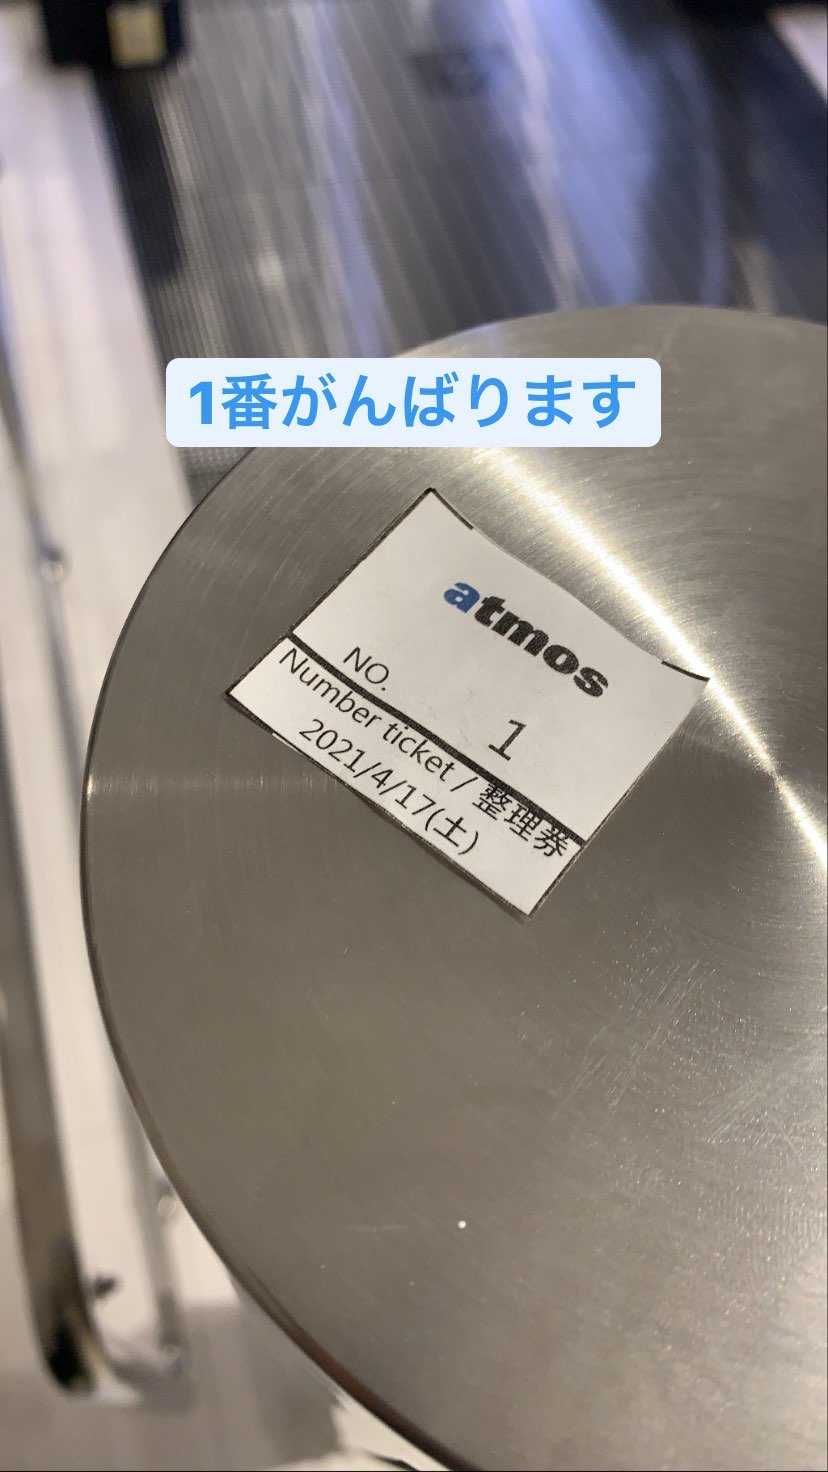 1番がんばります
atmos
NO. 1
Number ticket / 整理券
2021/4/17(土)